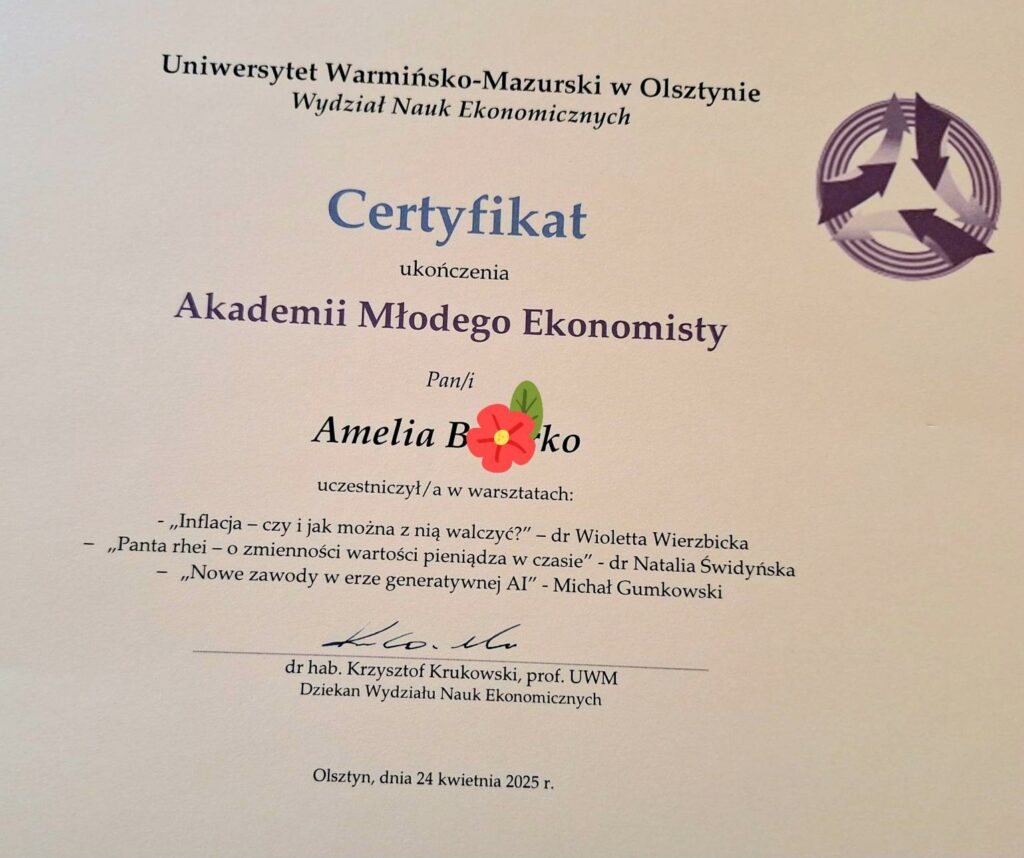 Uniwersytet Warmińsko-Mazurski w Olsztynie
Wydział Nauk Ekonomicznych
Certyfikat
ukończenia
Akademii Młodego Ekonomisty
Pan/i
Amelia
uczestniczył/a w warsztatach:
- „Inflacja – czy i jak można z nią walczyć?” – dr Wioletta Wierzbicka
– „Panta rhei – o zmienności wartości pieniądza w czasie” - dr Natalia Świdyńska
– „Nowe zawody w erze generatywnej AI” - Michał Gumkowski
dr hab. Krzysztof Krukowski, prof. UWM
Dziekan Wydziału Nauk Ekonomicznych
Olsztyn, dnia 24 kwietnia 2025 r.